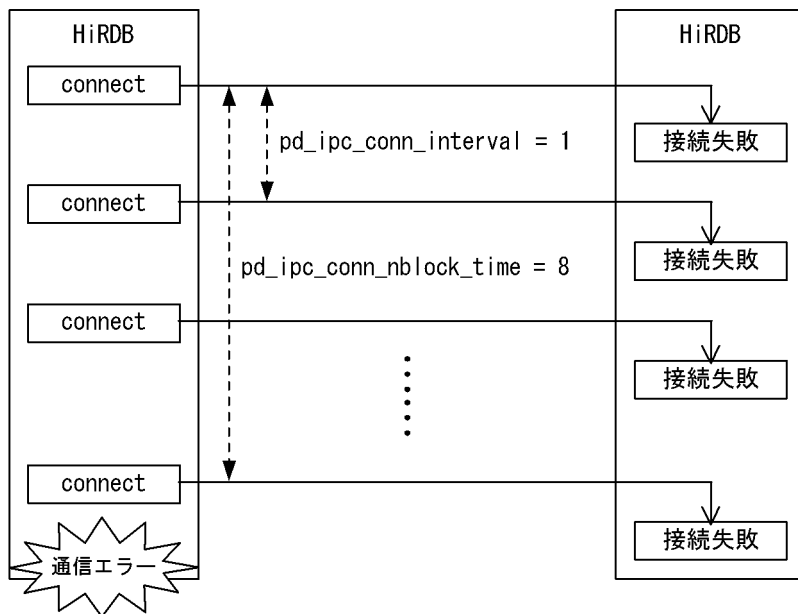 HiRDB
HiRDB
connect
pd_ipc_conn_interval = 1
接続失敗
connect
接続失敗
pd_ipc_conn_nblock_time = 8
connect
接続失敗
connect
接続失敗
通信エラー